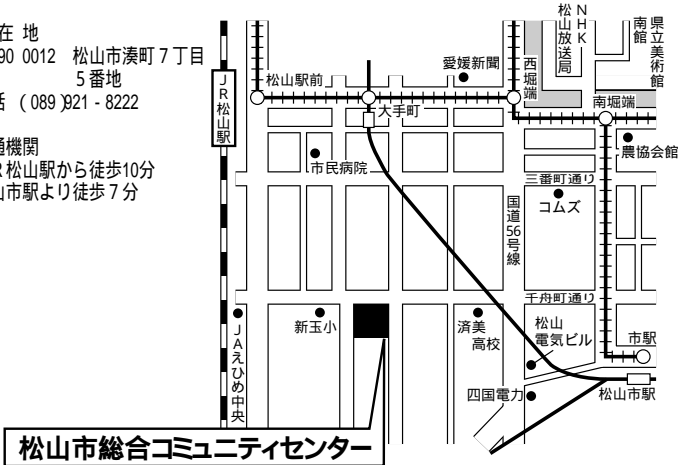 在 地
90 0012 松山市湊町７丁目
5 番地
話 （089）921 - 8222
通機関
R 松山駅から徒歩10分
山市駅より徒歩７分
ＪＲ松山駅
松山駅前
大手町
愛媛新聞
西堀端
ＮＨＫ
松山放送局
県立美術館
南館
南堀端
農協会館
市民病院
三番町通り
コムズ
国道56号線
千舟町通り
ＪＡえひめ中央
新玉小
済美
高校
松山
電気ビル
市駅
四国電力
松山市駅
松山市総合コミュニティセンター